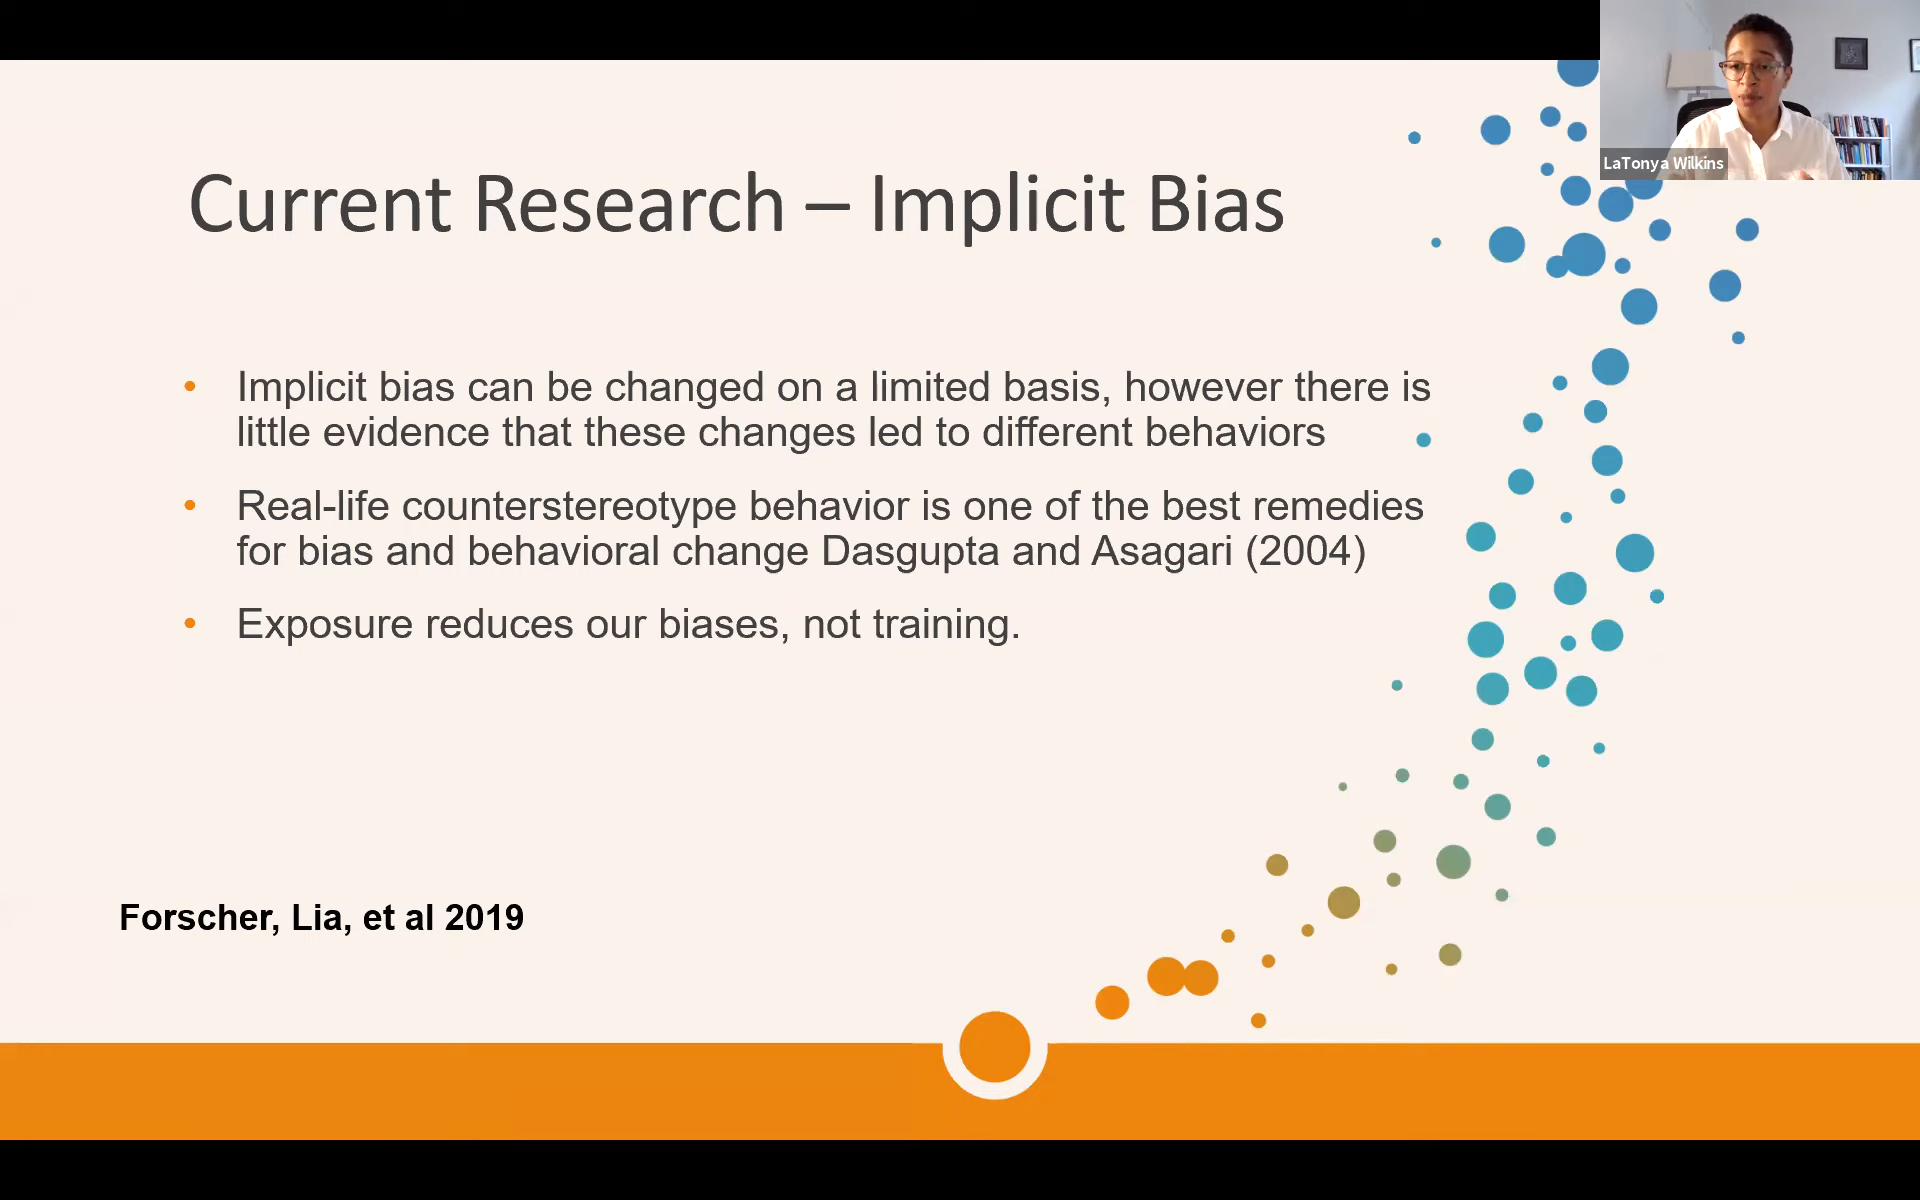 LaTonya Wilkins
Current Research – Implicit Bias
• Implicit bias can be changed on a limited basis, however there is
little evidence that these changes led to different behaviors
• Real-life counterstereotype behavior is one of the best remedies
for bias and behavioral change Dasgupta and Asagari (2004)
• Exposure reduces our biases, not training.
Forscher, Lia, et al 2019